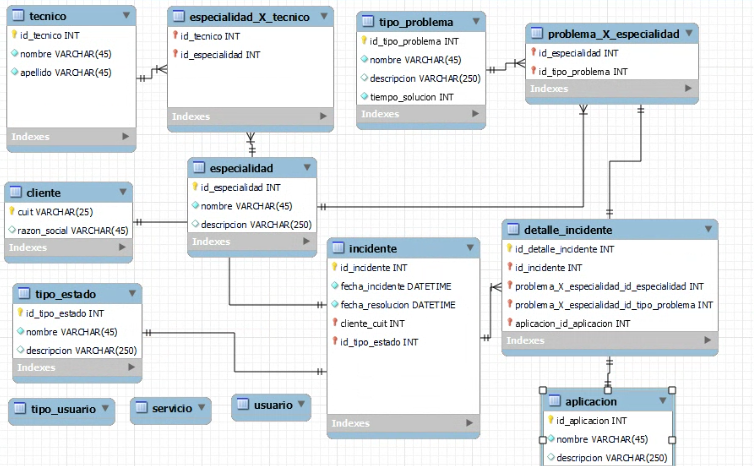 tecnico
id_tecnico INT
nombre VARCHAR(45)
apellido VARCHAR(45)
Indexes
especialidad_X_tecnico
id_tecnico INT
id_especialidad INT
Indexes
tipo_problema
id_tipo_problema INT
nombre VARCHAR(45)
descripcion VARCHAR(250)
tiempo_solucion INT
Indexes
problema_X_especialidad
id_especialidad INT
id_tipo_problema INT
Indexes
cliente
cuit VARCHAR(25)
razon_social VARCHAR(45)
Indexes
especialidad
id_especialidad INT
nombre VARCHAR(45)
descripcion VARCHAR(250)
Indexes
incidente
id_incidente INT
fecha_incidente DATETIME
fecha_resolucion DATETIME
cliente_cuit INT
id_tipo_estado INT
Indexes
detalle_incidente
id_detalle_incidente INT
id_incidente INT
problema_X_especialidad_id_especialidad INT
problema_X_especialidad_id_tipo_problema INT
aplicacion_id_aplicacion INT
Indexes
tipo_estado
id_tipo_estado INT
nombre VARCHAR(45)
descripcion VARCHAR(250)
Indexes
tipo_usuario
servicio
usuario
aplicacion
id_aplicacion INT
nombre VARCHAR(45)
descripcion VARCHAR(250)